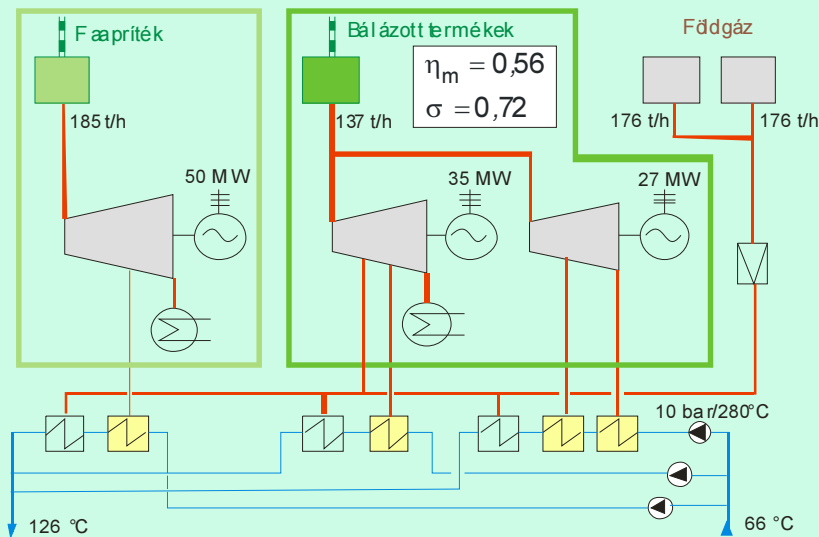 Faapríték
Bálázott termékek
Földgáz
ηm = 0,56
σ = 0,72
185 t/h
137 t/h
176 t/h
176 t/h
50 MW
35 MW
27 MW
10 bar/280°C
126 °C
66 °C